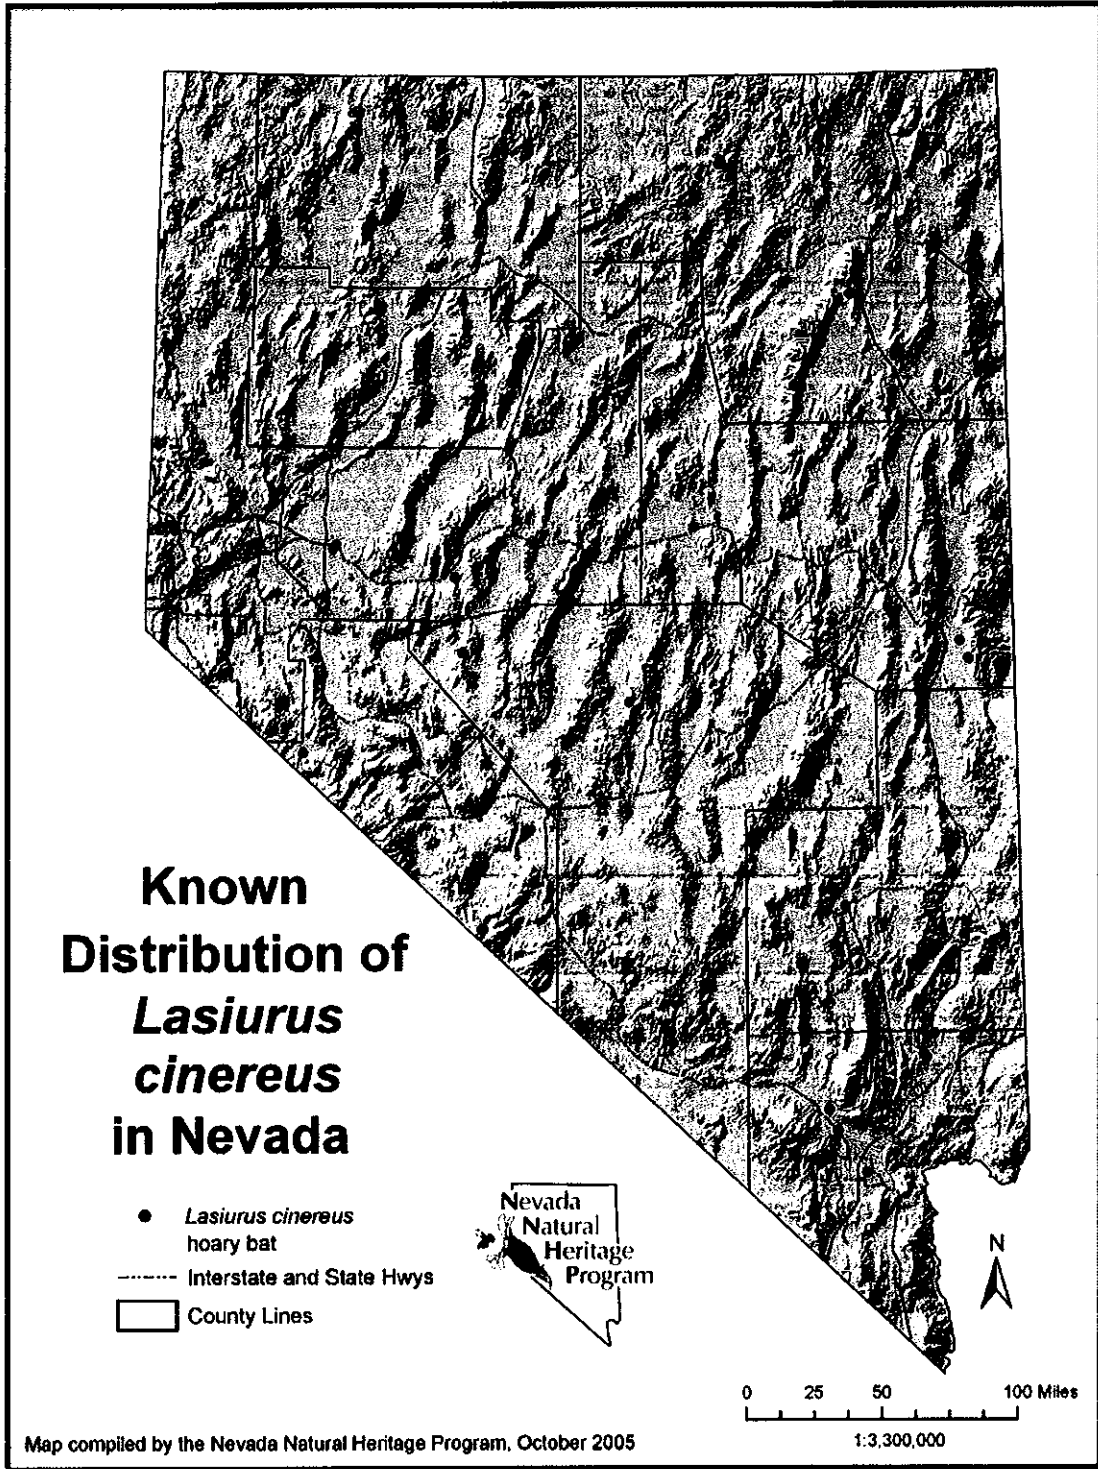 Known
Distribution of
Lasiurus
cinereus
in Nevada
Lasiurus cinereus
hoary bat
Interstate and State Hwys
County Lines
Nevada
Natural
Heritage
Program
N
0 25 50 100 Miles
1:3,300,000
Map compiled by the Nevada Natural Heritage Program, October 2005